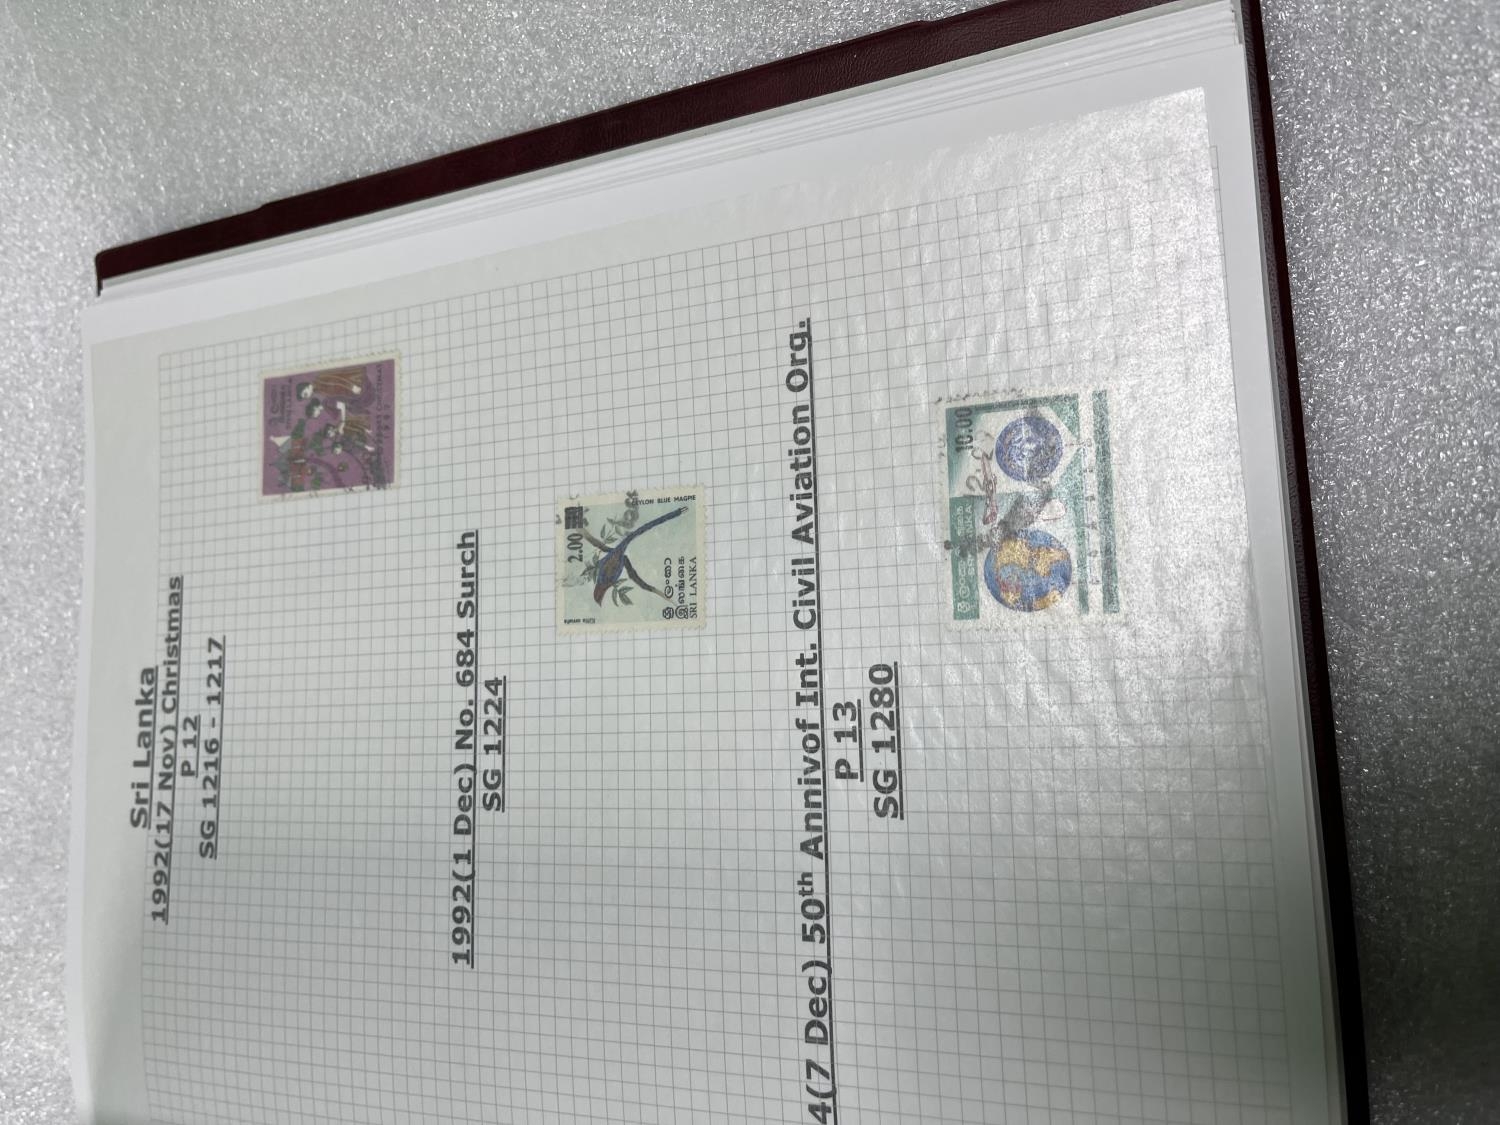 Sri Lanka
1992(17 Nov) Christmas
P 12
SG 1216 - 1217
1992(1 Dec) No. 684 Surch
SG 1224
2.00
CEYLON BLUE MAGPIE
ශ්‍රී ලංකා
இலங்கை
SRI LANKA
4(7 Dec) 50th Annivof Int. Civil Aviation Org.
P 13
SG 1280
10.00